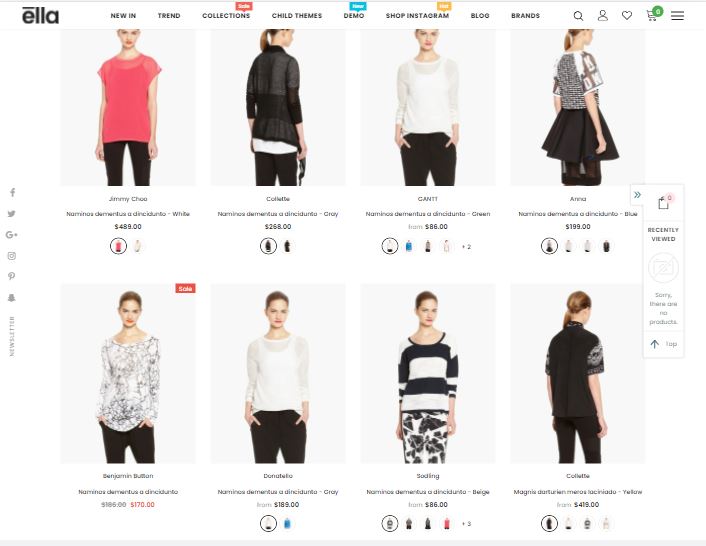 Sale
New
Hot
ella
NEW IN
TREND
COLLECTIONS
CHILD THEMES
DEMO
SHOP INSTAGRAM
BLOG
BRANDS
0
Jimmy Choo
Naminos dementus a dincidunto - White
$489.00
Collette
Naminos dementus a dincidunto - Gray
$268.00
GANTT
Naminos dementus a dincidunto - Green
from $86.00
+ 2
Anna
Naminos dementus a dincidunto - Blue
$199.00
0
RECENTLY
VIEWED
Sorry,
there are
no
products.
Top
NEWSLETTER
Sale
Benjamin Button
Naminos dementus a dincidunto
$186.00 $170.00
Donatello
Naminos dementus a dincidunto - Gray
from $189.00
Sodling
Naminos dementus a dincidunto - Beige
from $86.00
+ 3
Collette
Magnis darturien meros laciniado - Yellow
from $419.00